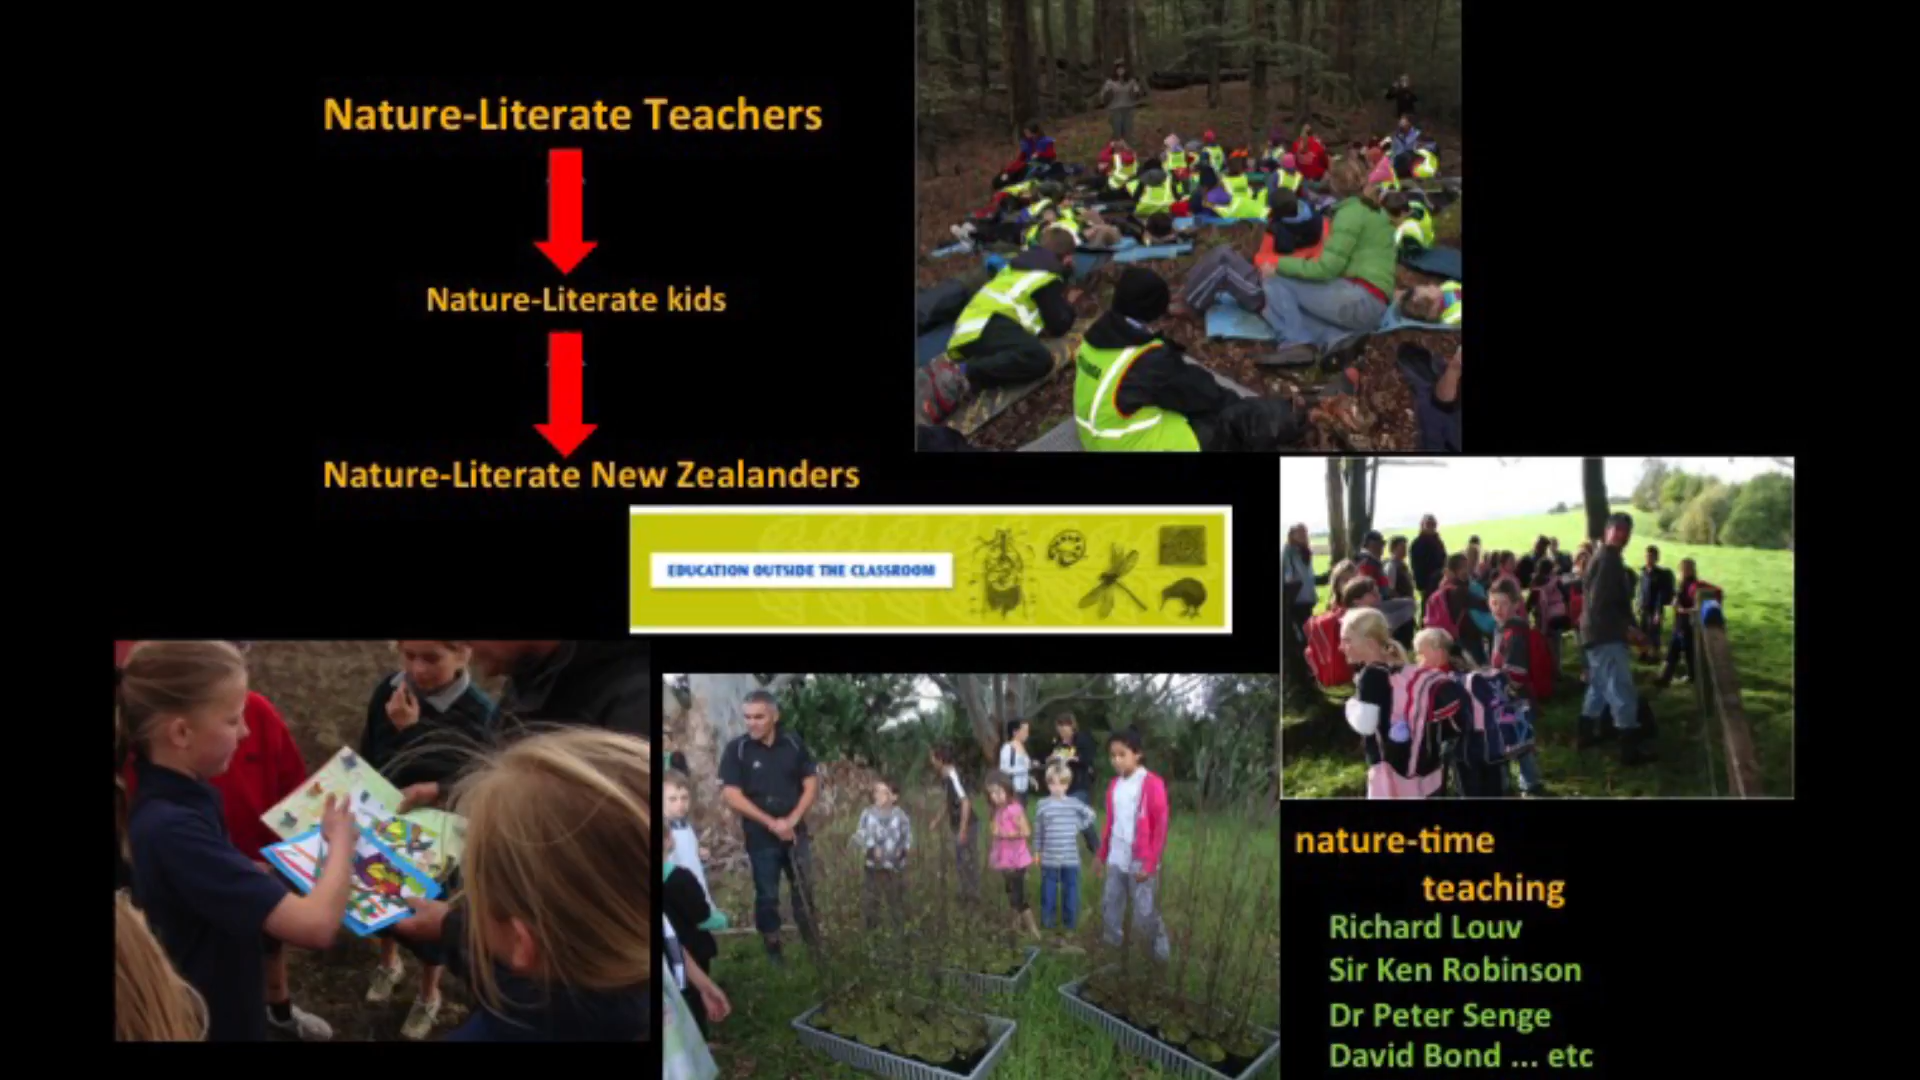 Nature-Literate Teachers
Nature-Literate kids
Nature-Literate New Zealanders
EDUCATION OUTSIDE THE CLASSROOM
nature-time
teaching
Richard Louv
Sir Ken Robinson
Dr Peter Senge
David Bond ... etc